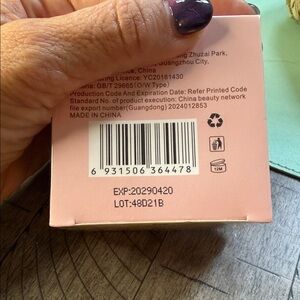 Zhuzai Park,
Guangzhou City,
China
Licence: YC20161430
GB/T 29665(O/W Type)
Production Code And Expiration Date: Refer Printed Code
Standard No. of product execution: China beauty network
file export number(Guangdong) 2024012853
MADE IN CHINA
6 931506 364478
12M
EXP:20290420
LOT:48D21B